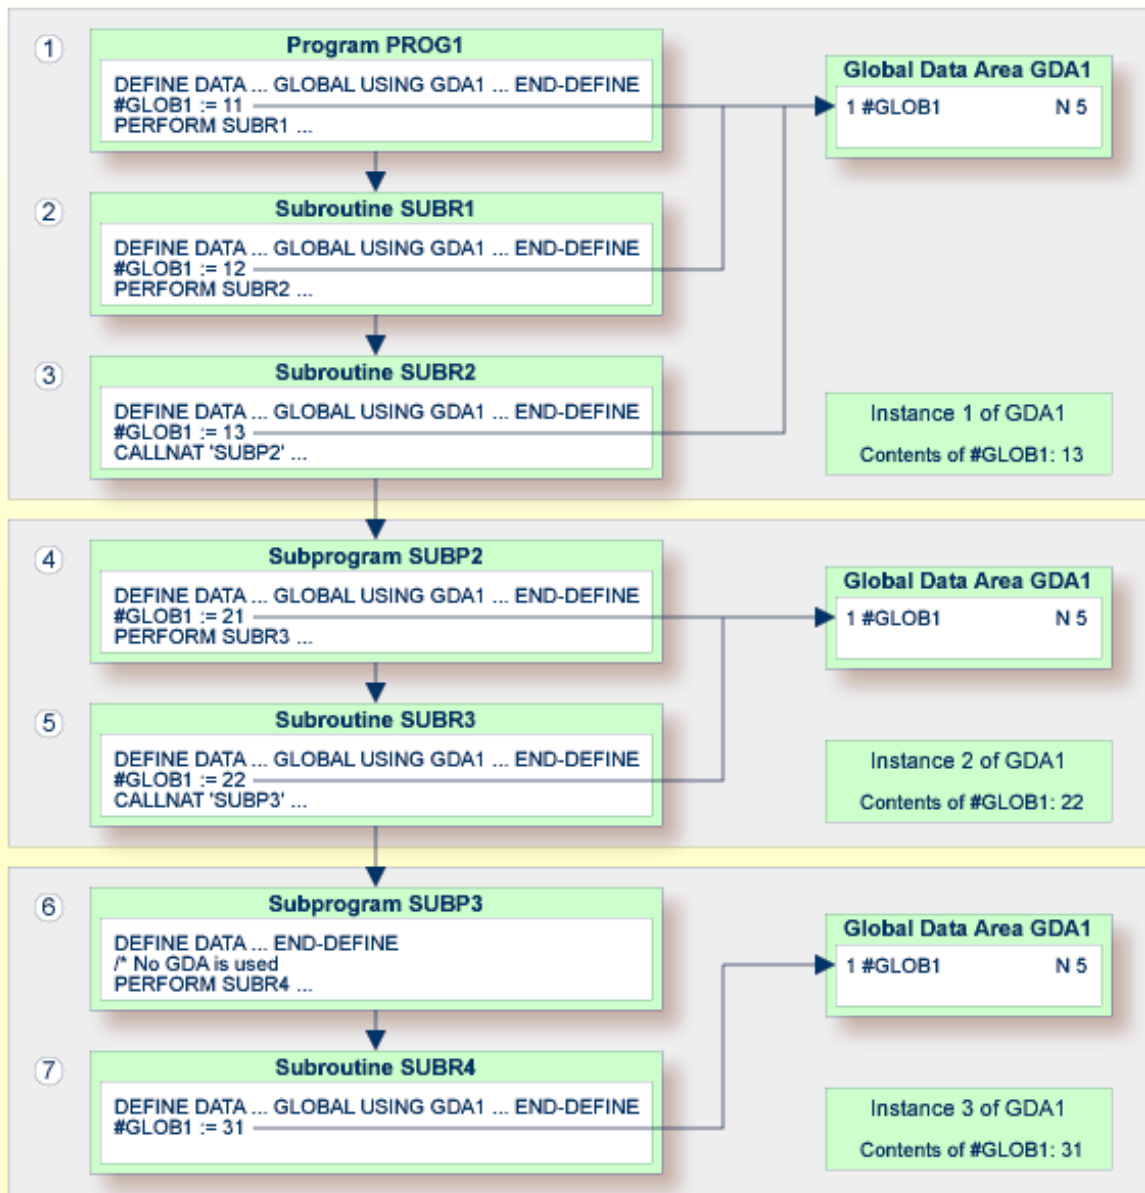 1
Program PROG1
DEFINE DATA ... GLOBAL USING GDA1 ... END-DEFINE
#GLOB1 := 11
PERFORM SUBR1 ...
Global Data Area GDA1
1 #GLOB1 N 5
2
Subroutine SUBR1
DEFINE DATA ... GLOBAL USING GDA1 ... END-DEFINE
#GLOB1 := 12
PERFORM SUBR2 ...
3
Subroutine SUBR2
DEFINE DATA ... GLOBAL USING GDA1 ... END-DEFINE
#GLOB1 := 13
CALLNAT 'SUBP2' ...
Instance 1 of GDA1
Contents of #GLOB1: 13
4
Subprogram SUBP2
DEFINE DATA ... GLOBAL USING GDA1 ... END-DEFINE
#GLOB1 := 21
PERFORM SUBR3 ...
Global Data Area GDA1
1 #GLOB1 N 5
5
Subroutine SUBR3
DEFINE DATA ... GLOBAL USING GDA1 ... END-DEFINE
#GLOB1 := 22
CALLNAT 'SUBP3' ...
Instance 2 of GDA1
Contents of #GLOB1: 22
6
Subprogram SUBP3
DEFINE DATA ... END-DEFINE
/* No GDA is used
PERFORM SUBR4 ...
Global Data Area GDA1
1 #GLOB1 N 5
7
Subroutine SUBR4
DEFINE DATA ... GLOBAL USING GDA1 ... END-DEFINE
#GLOB1 := 31
Instance 3 of GDA1
Contents of #GLOB1: 31